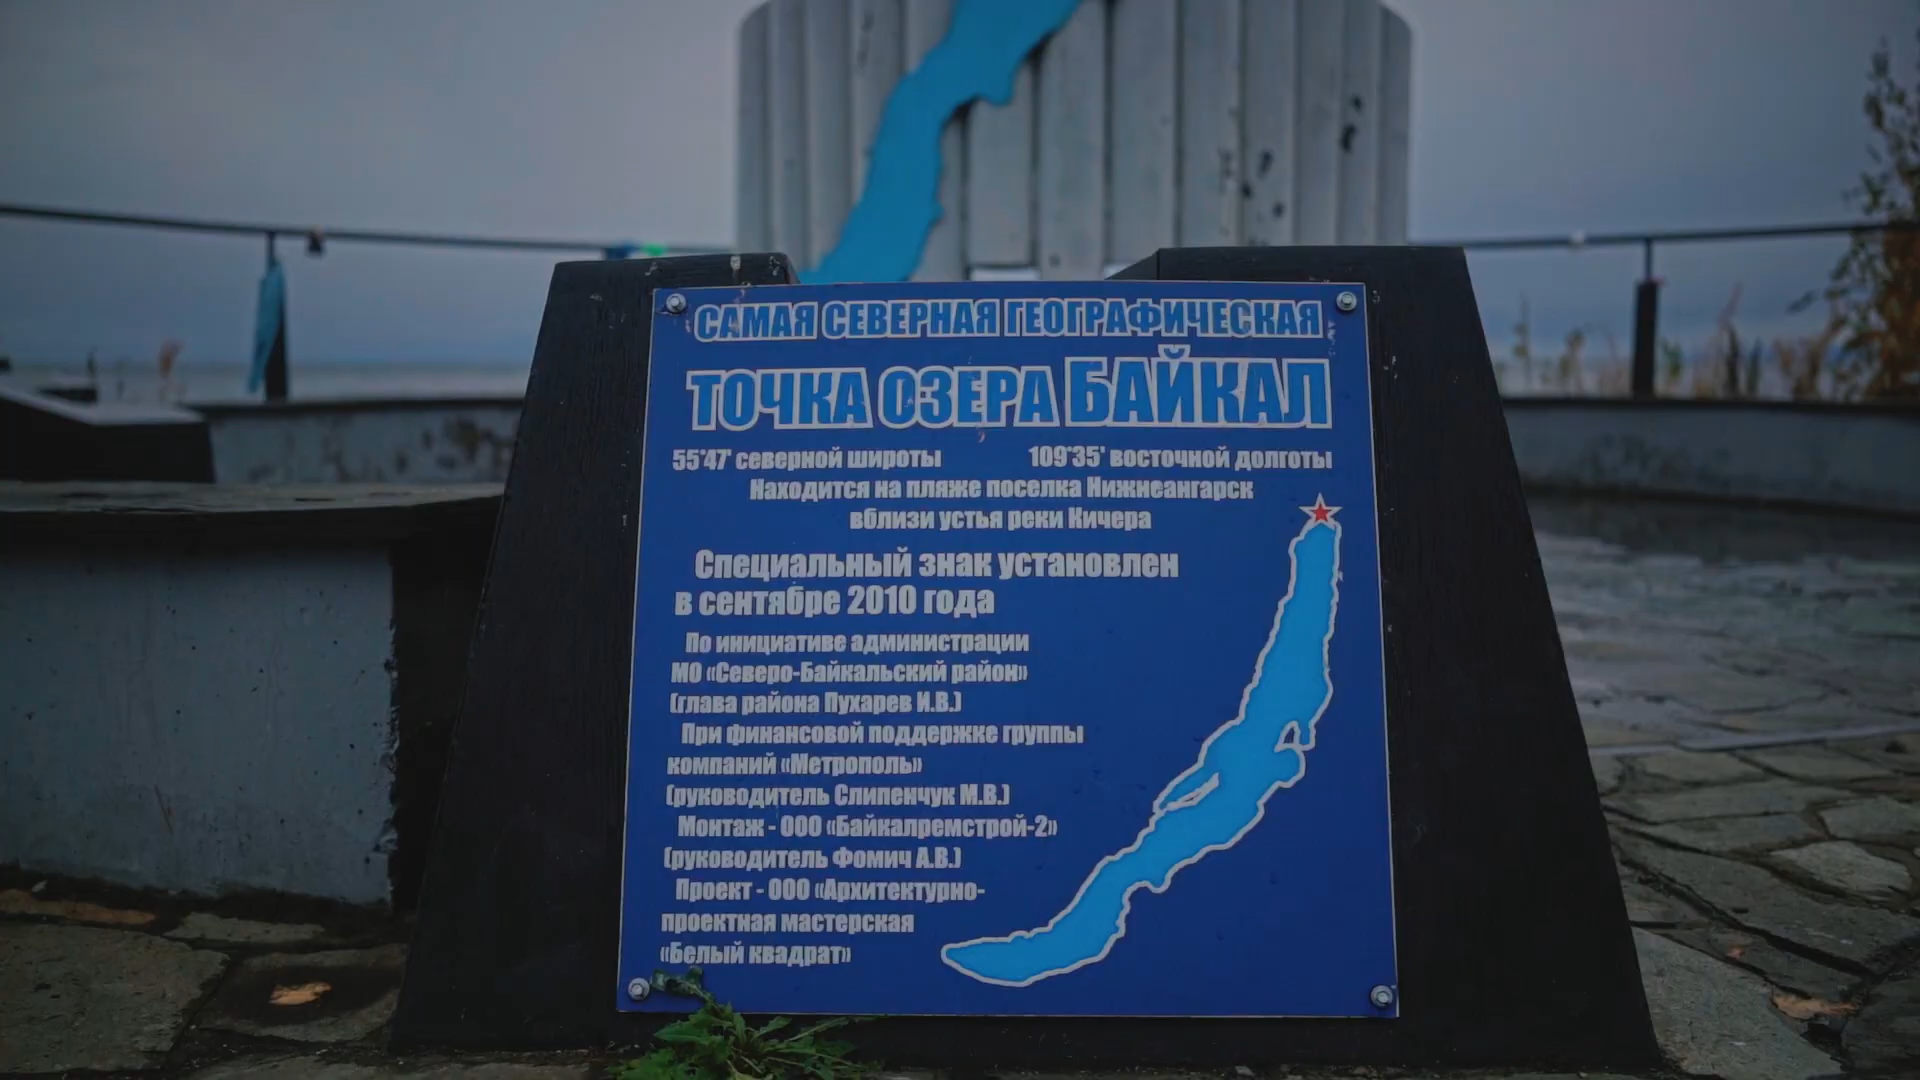 САМАЯ СЕВЕРНАЯ ГЕОГРАФИЧЕСКАЯ
ТОЧКА ОЗЕРА БАЙКАЛ
55°47' северной широты 109°35' восточной долготы
Находится на пляже поселка Нижнеангарск
вблизи устья реки Кичера
Специальный знак установлен
в сентябре 2010 года
По инициативе администрации
МО «Северо-Байкальский район»
(глава района Пухарев И.В.)
При финансовой поддержке группы
компаний «Метрополь»
(руководитель Слипенчук М.В.)
Монтаж - ООО «Байкалремстрой-2»
(руководитель Фомич А.В.)
Проект - ООО «Архитектурно-
проектная мастерская
«Белый квадрат»